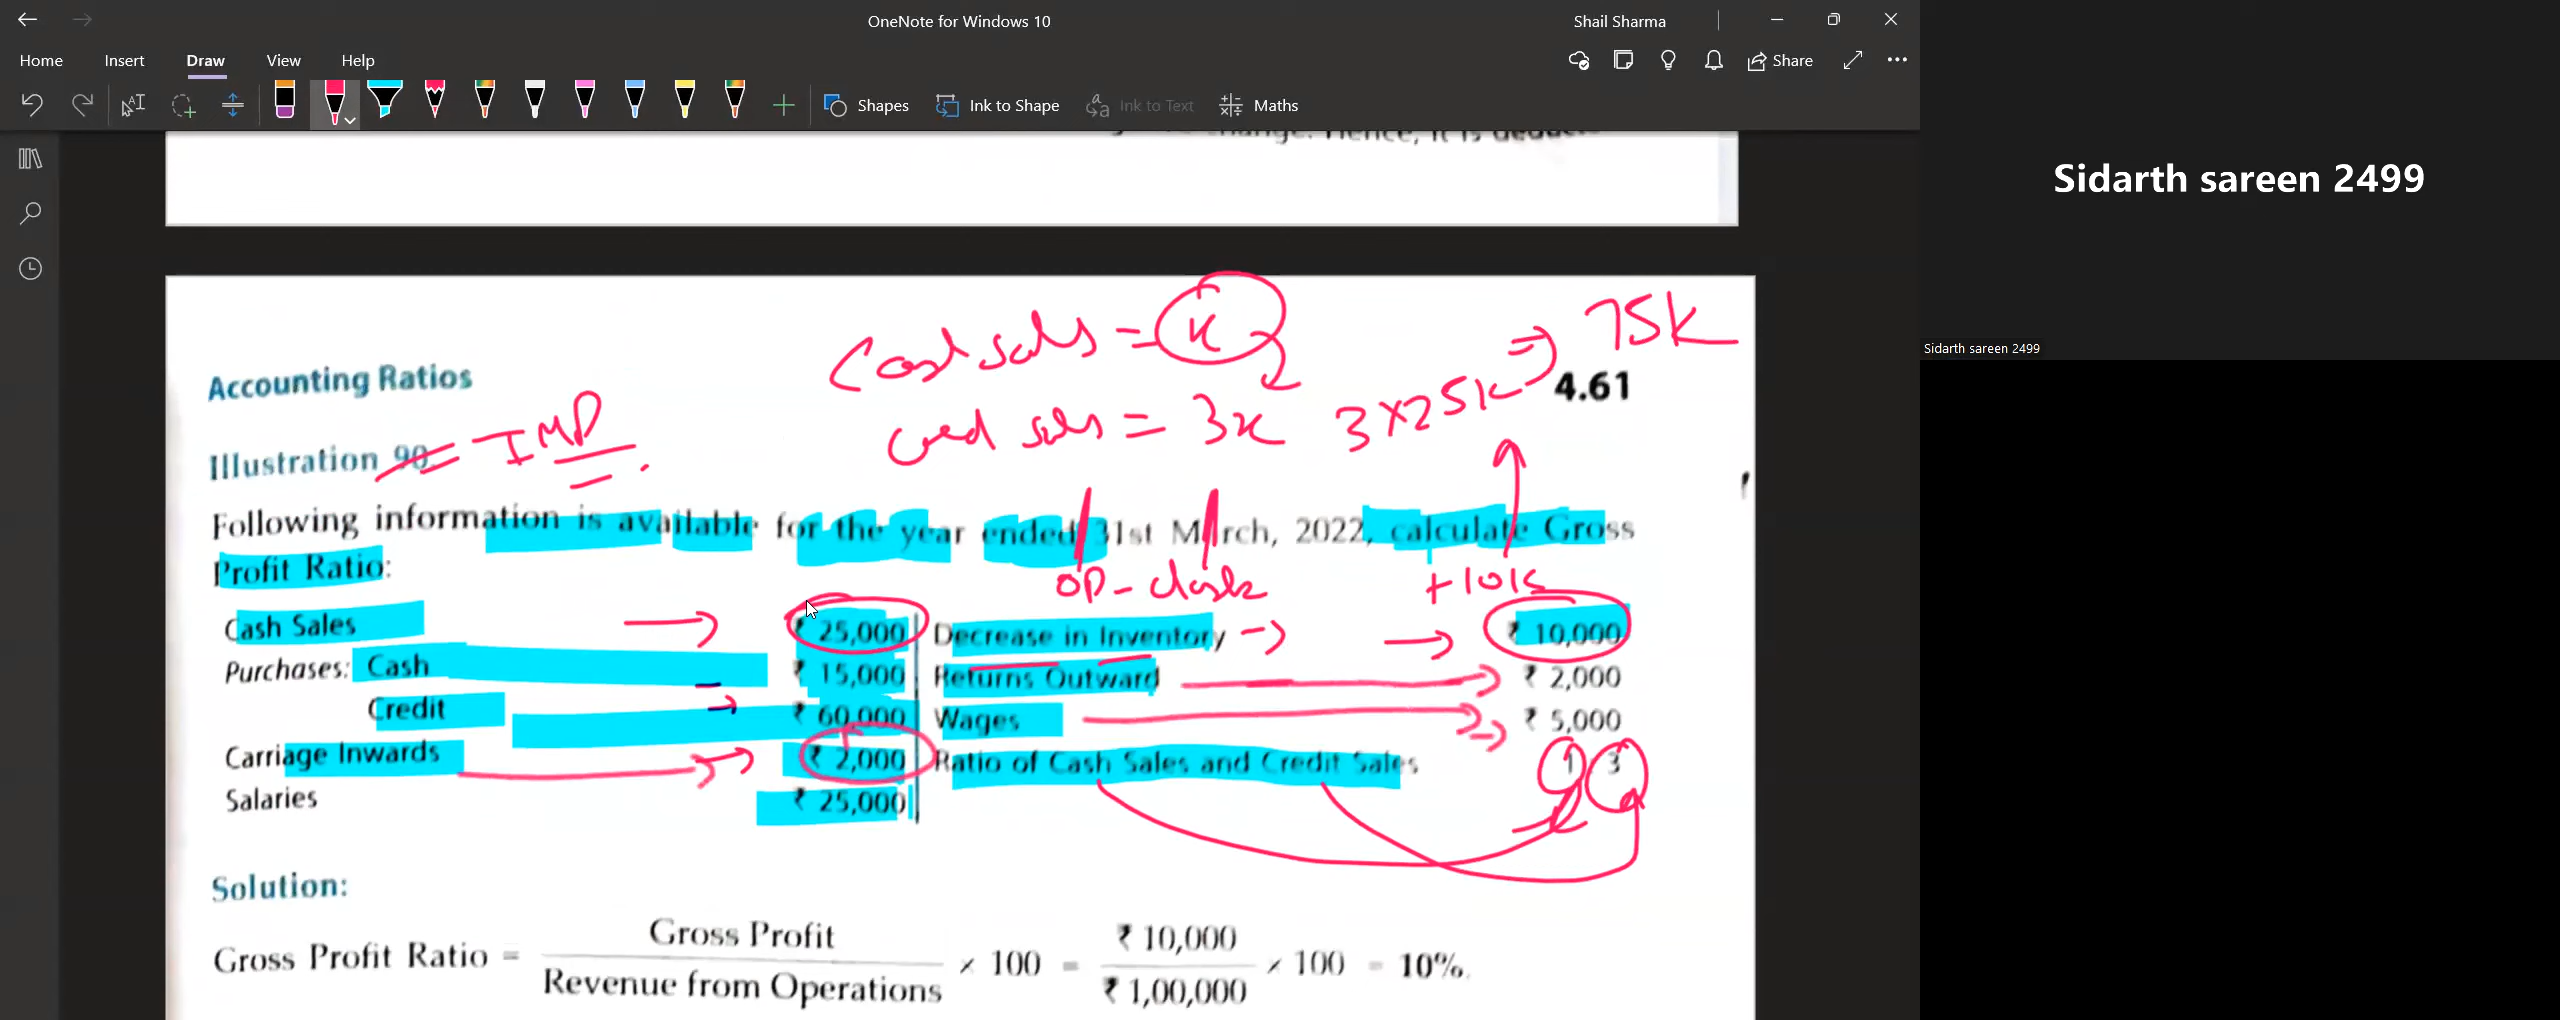 OneNote for Windows 10
Shail Sharma
Home Insert Draw View Help
Share
Shapes Ink to Shape Ink to Text Maths
Sidarth sareen 2499
Sidarth sareen 2499
Hence, it is
Cash sales = x
75k
Accounting Ratios
4.61
sales = 3x 3x25k
Illustration 90.
= IMP
Following information is available for the year ended 31st March, 2022, calculate Gross
Profit Ratio:
OP -
+10k
Cash Sales ₹ 25,000 Decrease in Inventory ₹ 10,000
Purchases: Cash ₹ 15,000 Returns Outward ₹ 2,000
Credit ₹ 60,000 Wages ₹ 5,000
Carriage Inwards ₹ 2,000 Ratio of Cash Sales and Credit Sales 1 3
Salaries ₹ 25,000
Solution:
Gross Profit Ratio = Gross Profit / Revenue from Operations × 100 = ₹ 10,000 / ₹ 1,00,000 × 100 = 10%.